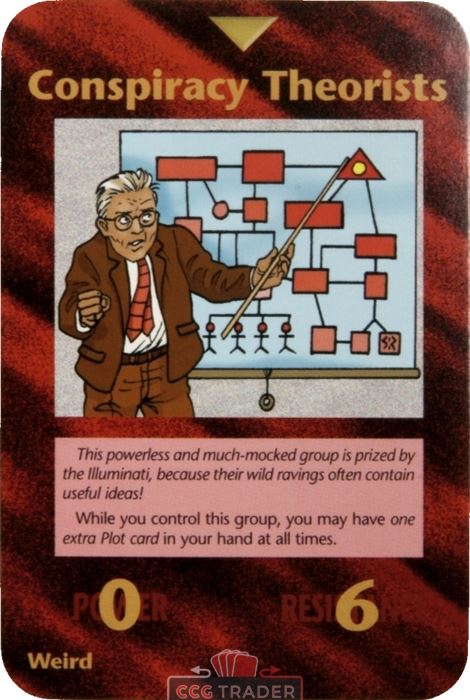 Conspiracy Theorists
This powerless and much-mocked group is prized by
the Illuminati, because their wild ravings often contain
useful ideas!
While you control this group, you may have one
extra Plot card in your hand at all times.
POWER 0 RESISTANCE 6
Weird
CCG TRADER